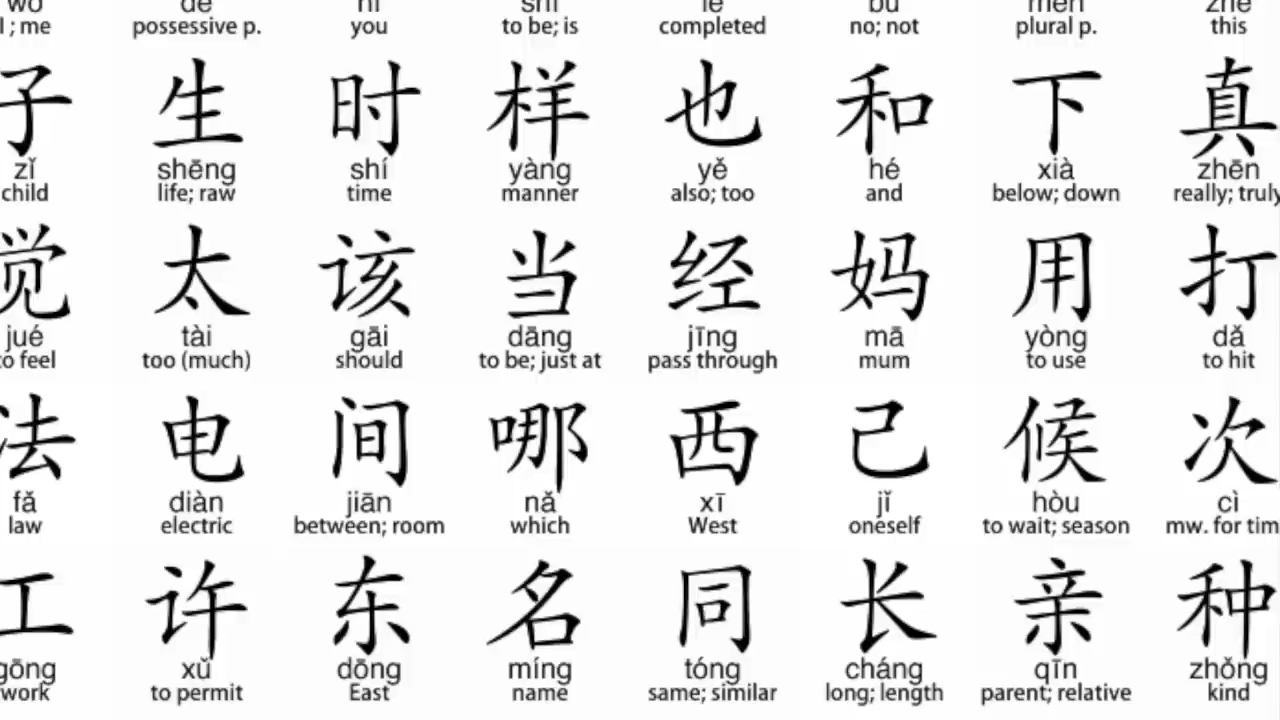 I ; me possessive p. you to be; is completed no; not plural p. this
子 生 时 样 也 和 下 真
zǐ shēng shí yàng yě hé xià zhēn
child life; raw time manner also; too and below; down really; truly
觉 太 该 当 经 妈 用 打
jué tài gāi dāng jīng mā yòng dǎ
to feel too (much) should to be; just at pass through mum to use to hit
法 电 间 哪 西 己 候 次
fǎ diàn jiān nǎ xī jǐ hòu cì
law electric between; room which West oneself to wait; season mw. for tim
工 许 东 名 同 长 亲 种
gōng xǔ dōng míng tóng cháng qīn zhǒng
work to permit East name same; similar long; length parent; relative kind